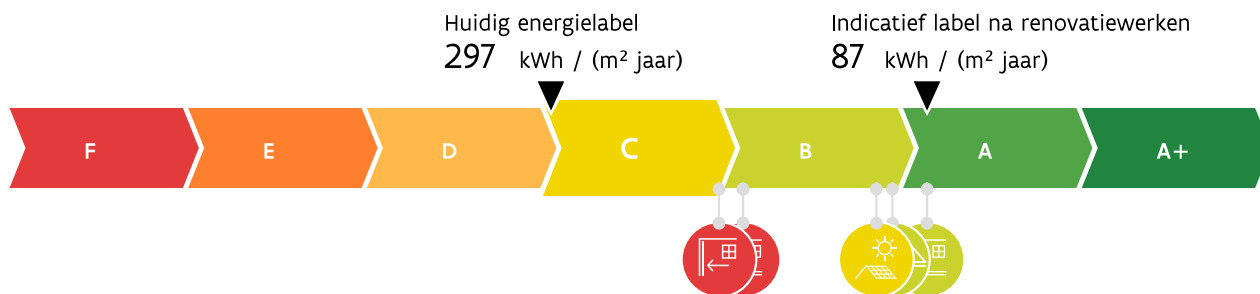 Huidig energielabel
297 kWh / (m² jaar)
Indicatief label na renovatiewerken
87 kWh / (m² jaar)
F E D C B A A+